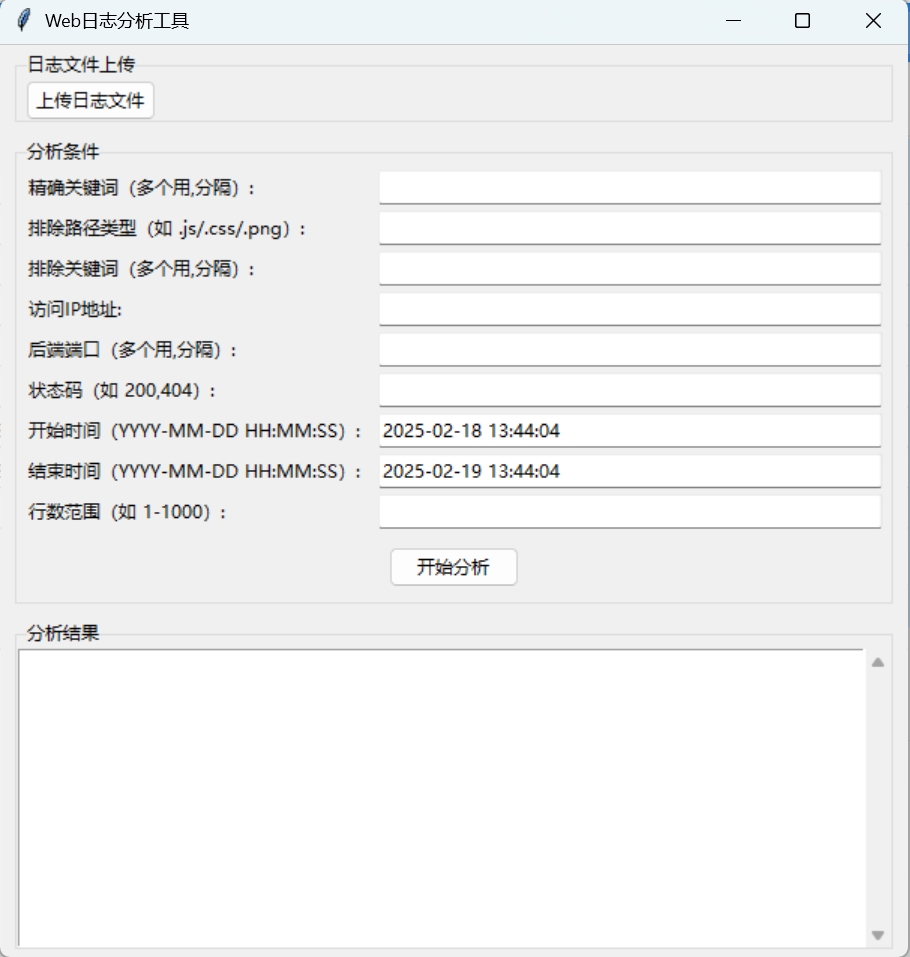 Web日志分析工具
日志文件上传
上传日志文件
分析条件
精确关键词（多个用,分隔）:
排除路径类型（如 .js/.css/.png）:
排除关键词（多个用,分隔）:
访问IP地址:
后端端口（多个用,分隔）:
状态码（如 200,404）:
开始时间（YYYY-MM-DD HH:MM:SS）: 2025-02-18 13:44:04
结束时间（YYYY-MM-DD HH:MM:SS）: 2025-02-19 13:44:04
行数范围（如 1-1000）:
开始分析
分析结果